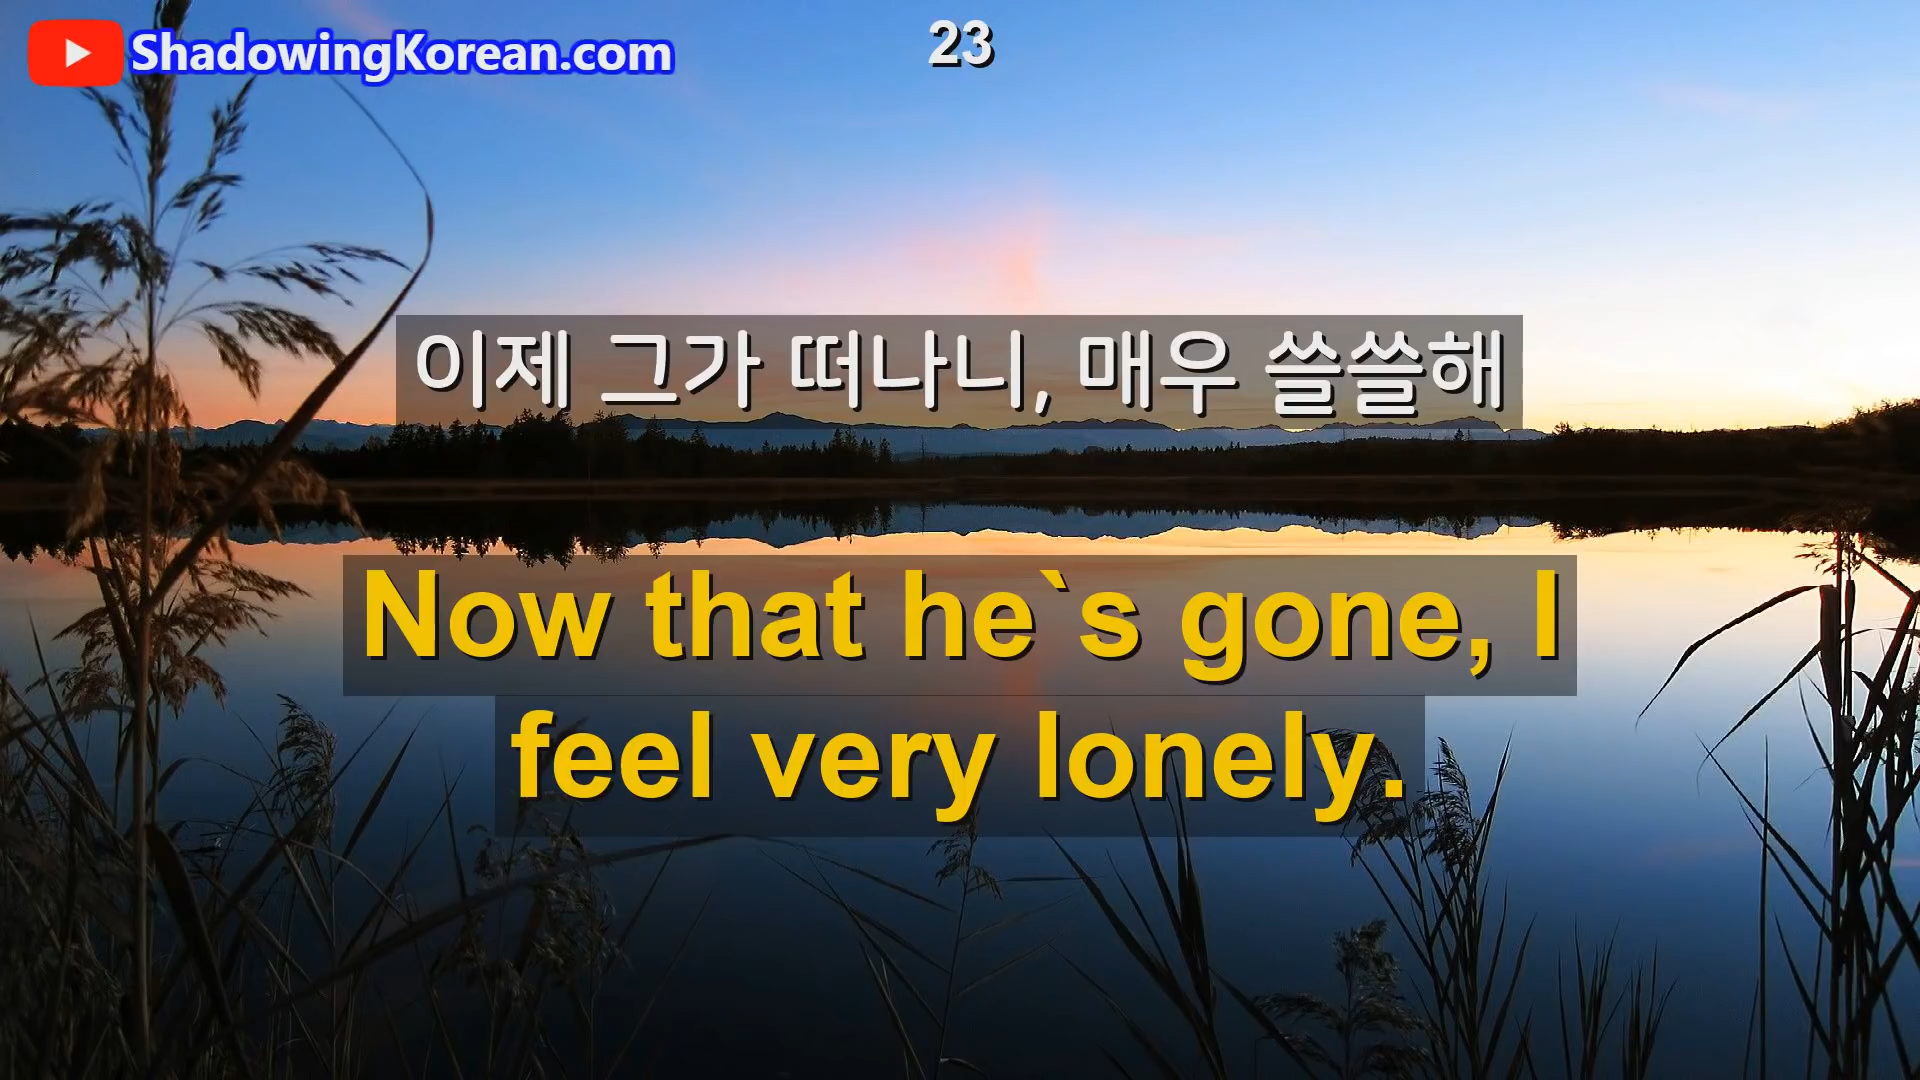 ShadowingKorean.com
23
이제 그가 떠나니, 매우 쓸쓸해
Now that he`s gone, I
feel very lonely.